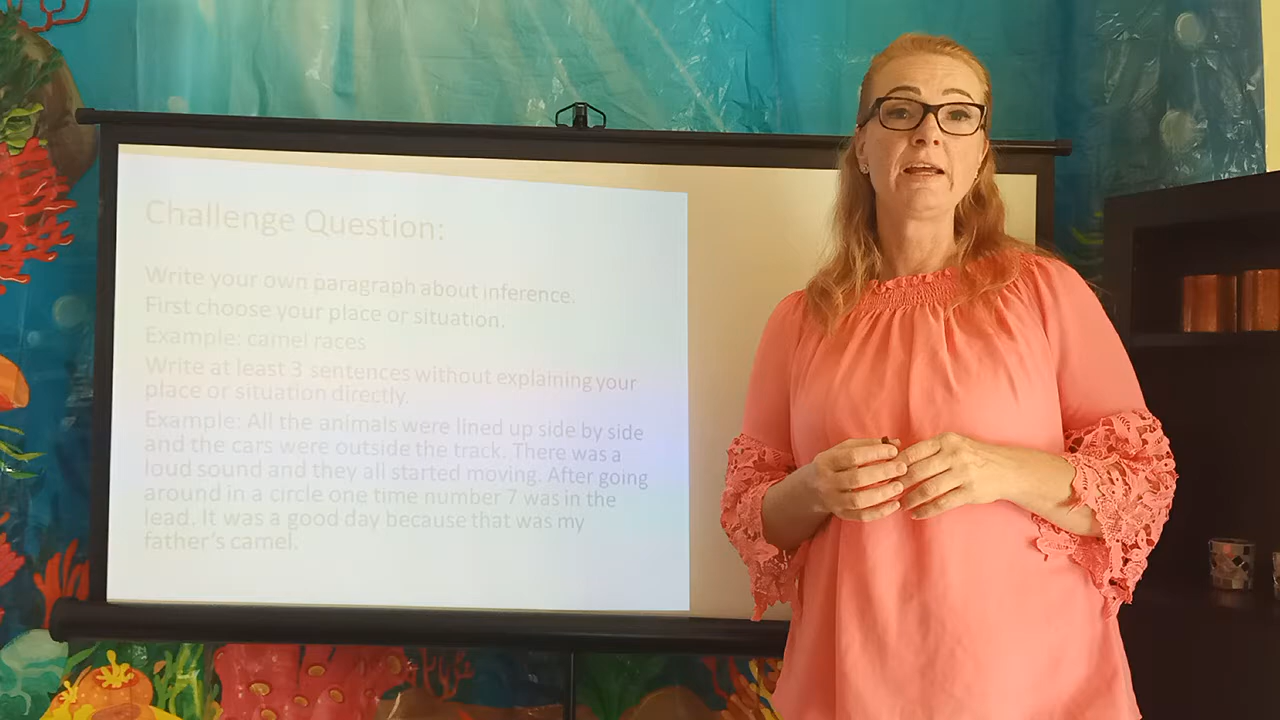 Challenge Question:
Write your own paragraph about inference.
First choose your place or situation.
Example: camel races
Write at least 3 sentences without explaining your
place or situation directly.
Example: All the animals were lined up side by side
and the cars were outside the track. There was a
loud sound and they all started moving. After going
around in a circle one time number 7 was in the
lead. It was a good day because that was my
father's camel.